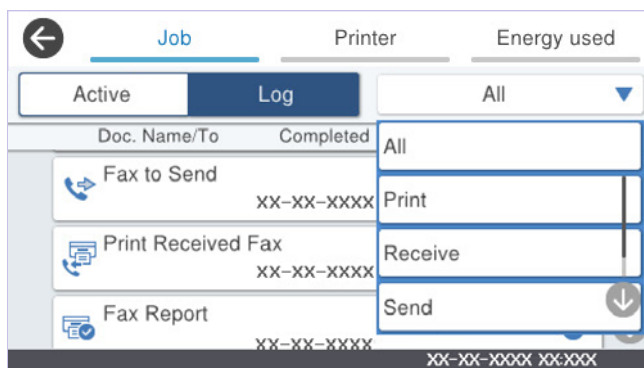 Job Printer Energy used
Active Log All
Doc. Name/To Completed
All
Fax to Send
XX-XX-XXXX
Print
Print Received Fax
XX-XX-XXXX
Receive
Fax Report
XX-XX-XXXX
Send
XX-XX-XXXX XX:XXX